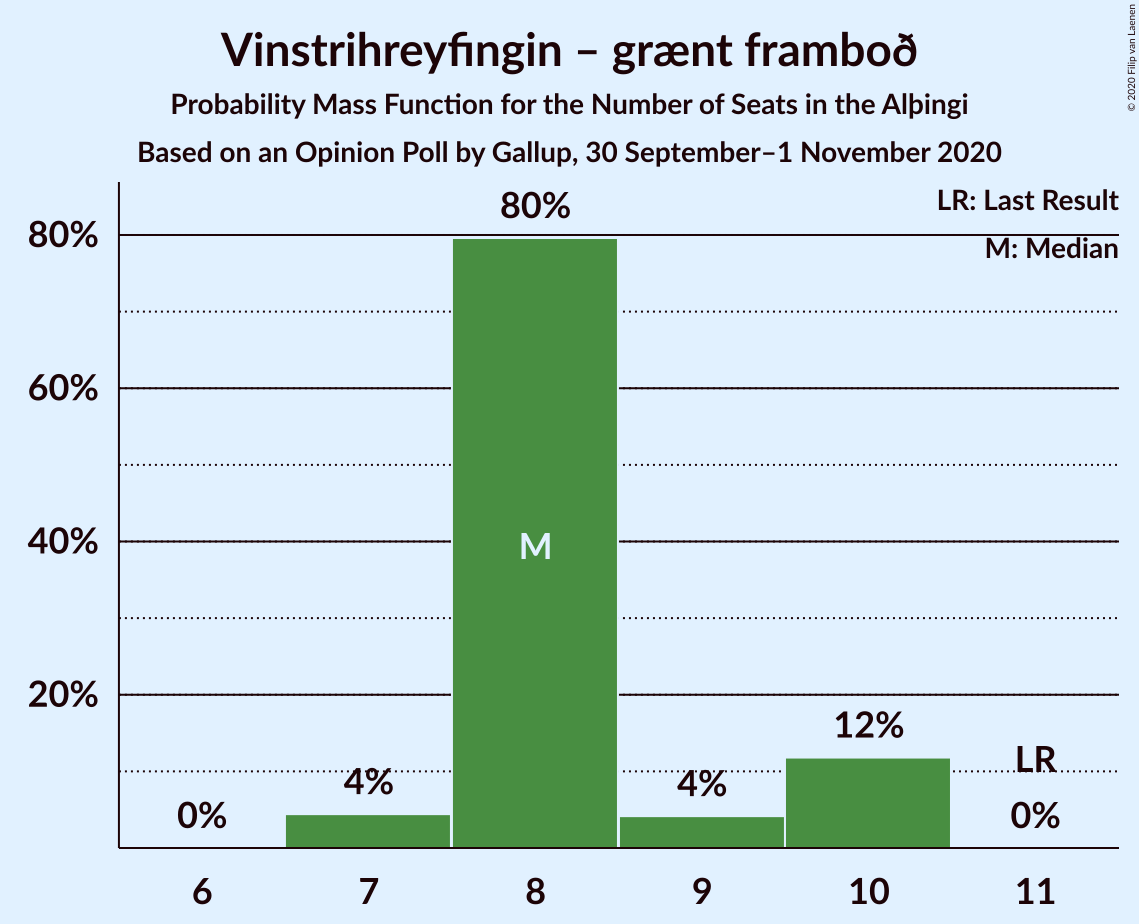 Vinstrihreyfingin – grænt framboð
Probability Mass Function for the Number of Seats in the Alþingi
Based on an Opinion Poll by Gallup, 30 September–1 November 2020
© 2020 Filip van Laenen
LR: Last Result
M: Median
80%
60%
40%
20%
0%
4%
80%
M
4%
12%
LR
0%
6
7
8
9
10
11